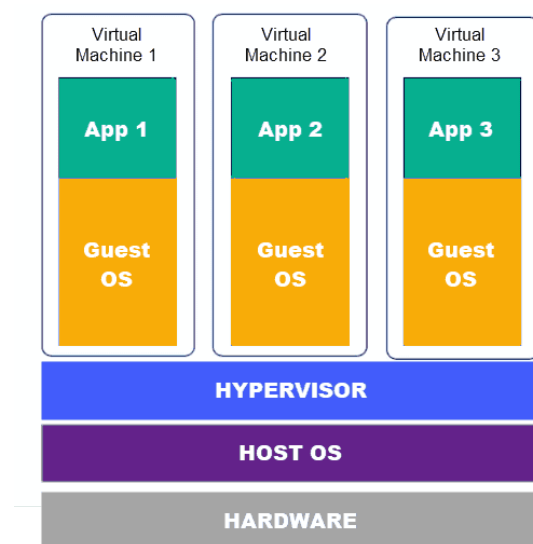 Virtual
Machine 1
Virtual
Machine 2
Virtual
Machine 3
App 1
App 2
App 3
Guest
OS
Guest
OS
Guest
OS
HYPERVISOR
HOST OS
HARDWARE